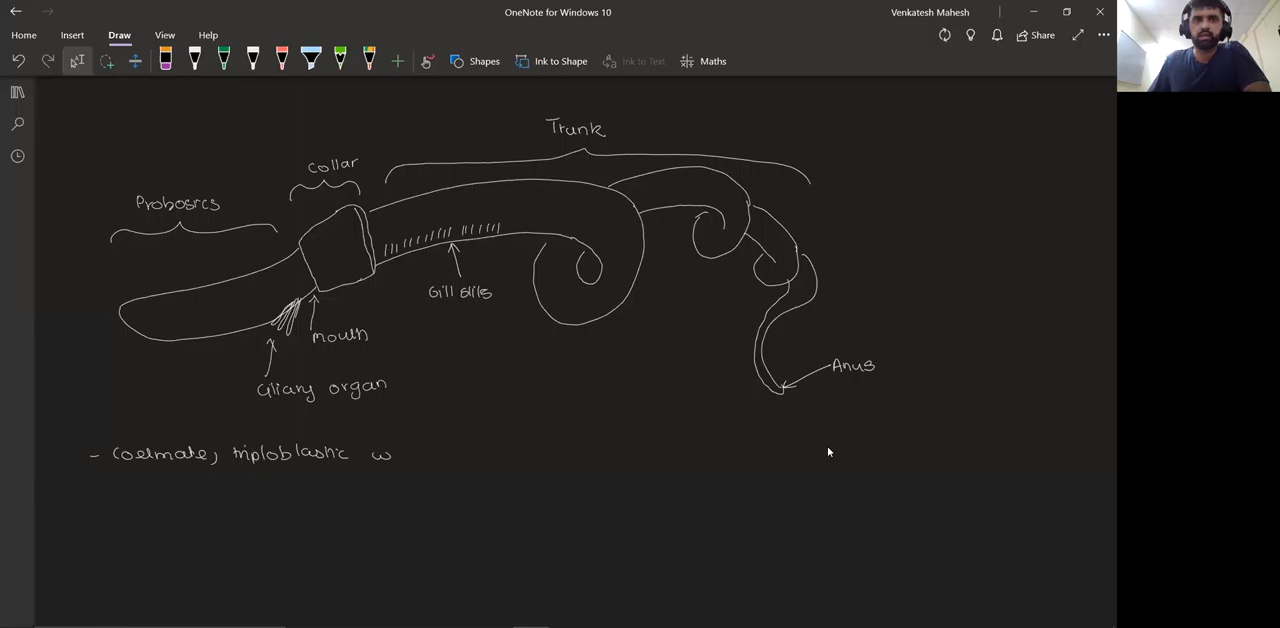 OneNote for Windows 10
Venkatesh Mahesh
Home Insert Draw View Help
Share
Shapes Ink to Shape Ink to Text Maths
Trunk
Collar
Proboscis
Gill slits
Mouth
Ciliary organ
Anus
- Coelmate, triploblastic w